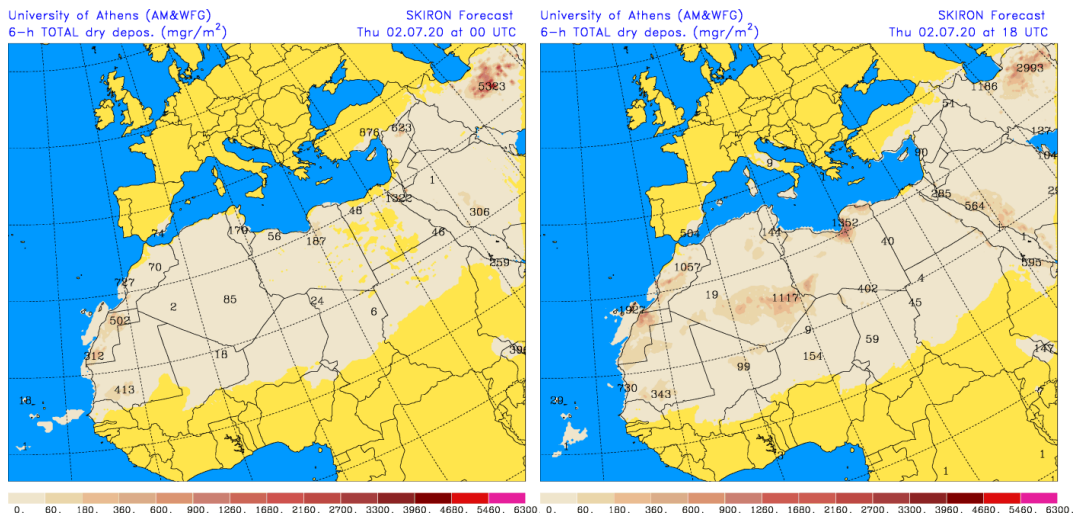 University of Athens (AM&WFG) SKIRON Forecast
6-h TOTAL dry depos. (mgr/m²) Thu 02.07.20 at 00 UTC
5323
876 623
1
1322
48 306
74 170 56 187 46
70 259
727
2 85 24
6
502
312 18 396
413
18
1
0. 60. 180. 360. 600. 900. 1260. 1680. 2160. 2700. 3300. 3960. 4680. 5460. 6300.
University of Athens (AM&WFG) SKIRON Forecast
6-h TOTAL dry depos. (mgr/m²) Thu 02.07.20 at 18 UTC
2993
1186
51
127
90
9
285
564
1352
504 144 40 1
1057 595
4
19 1117 402
45
9
59
154 147
99
730 343
20
1
1 1
0. 60. 180. 360. 600. 900. 1260. 1680. 2160. 2700. 3300. 3960. 4680. 5460. 6300.